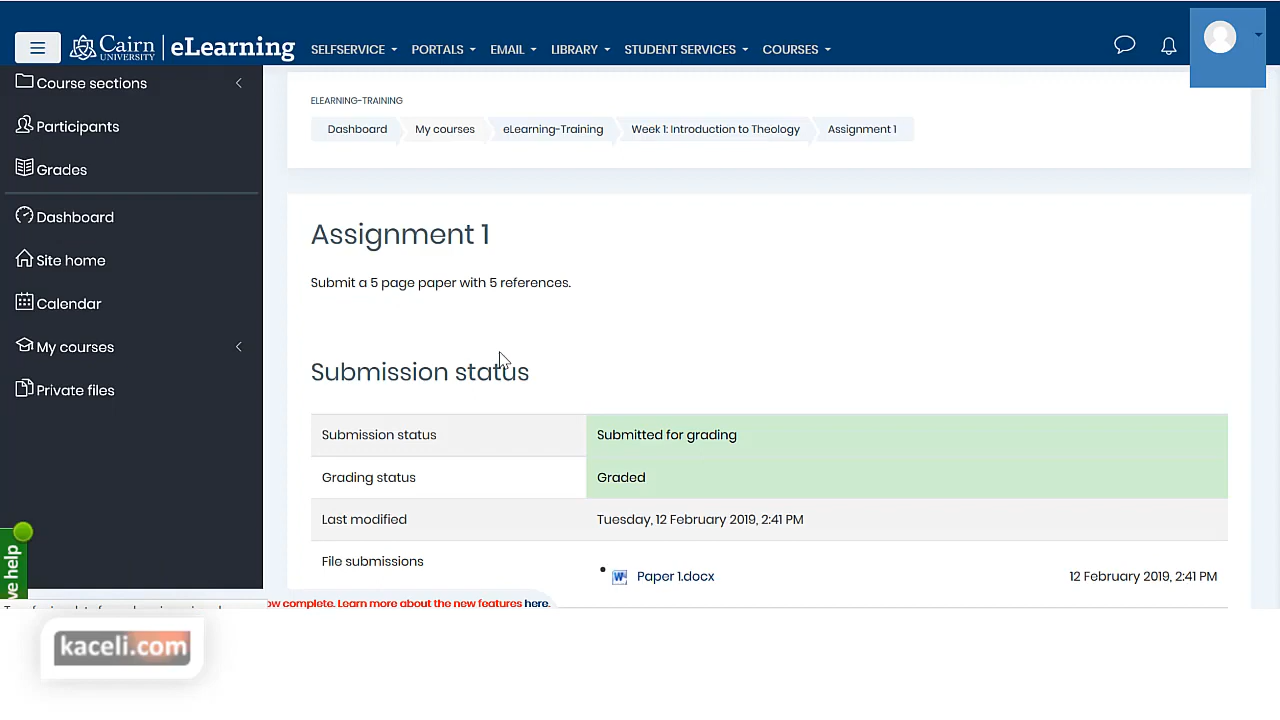 Cairn UNIVERSITY eLearning SELFSERVICE PORTALS EMAIL LIBRARY STUDENT SERVICES COURSES
Course sections
Participants
Grades
Dashboard
Site home
Calendar
My courses
Private files
ve help
ELEARNING-TRAINING
Dashboard My courses eLearning-Training Week 1: Introduction to Theology Assignment 1
Assignment 1
Submit a 5 page paper with 5 references.
Submission status
Submission status Submitted for grading
Grading status Graded
Last modified Tuesday, 12 February 2019, 2:41 PM
File submissions Paper 1.docx 12 February 2019, 2:41 PM
ow complete. Learn more about the new features here.
kaceli.com